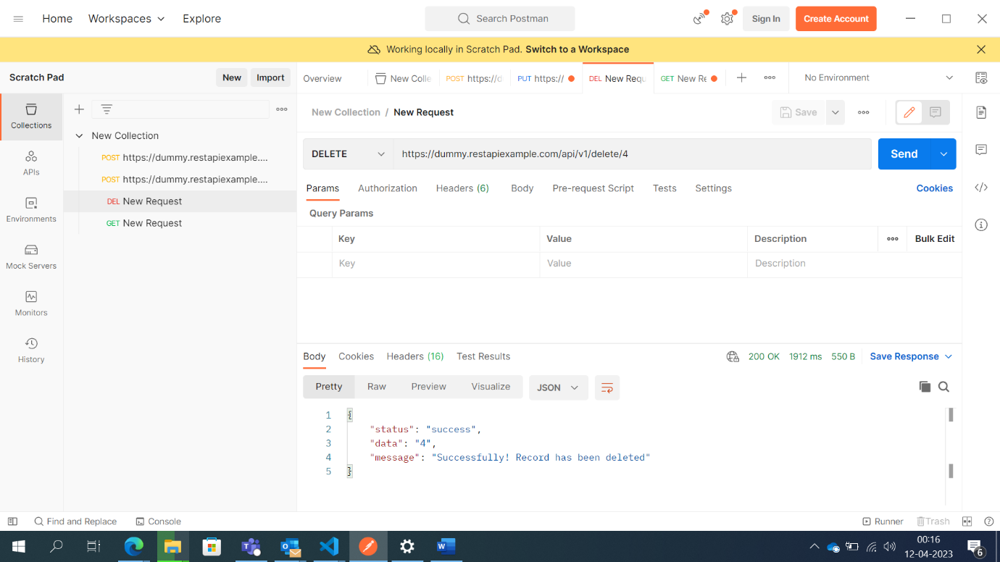 Home Workspaces Explore Search Postman Sign In Create Account
Working locally in Scratch Pad. Switch to a Workspace
Scratch Pad New Import Overview New Colle POST https://d PUT https:// DEL New Requ GET New Re No Environment
Collections
APIs
Environments
Mock Servers
Monitors
History
New Collection
POST https://dummy.restapiexample....
POST https://dummy.restapiexample....
DEL New Request
GET New Request
New Collection / New Request Save
DELETE https://dummy.restapiexample.com/api/v1/delete/4 Send
Params Authorization Headers (6) Body Pre-request Script Tests Settings Cookies
Query Params
Key Value Description Bulk Edit
Key Value Description
Body Cookies Headers (16) Test Results 200 OK 1912 ms 550 B Save Response
Pretty Raw Preview Visualize JSON
1 {
2 "status": "success",
3 "data": "4",
4 "message": "Successfully! Record has been deleted"
5 }
Find and Replace Console Runner Trash
00:16
12-04-2023 6